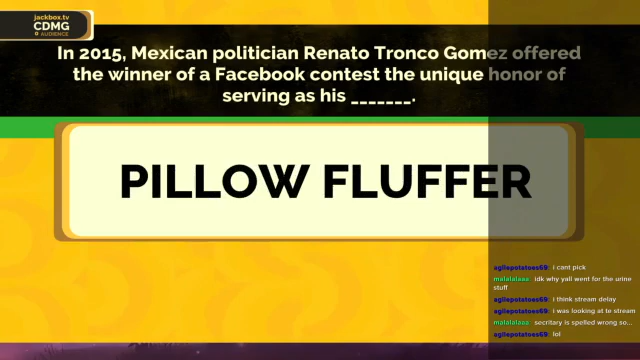 jackbox.tv
CDMG
AUDIENCE
In 2015, Mexican politician Renato Tronco Gomez offered
the winner of a Facebook contest the unique honor of
serving as his _______.
PILLOW FLUFFER
agilepotatoes69: i cant pick
malalalaaa: idk why yall went for the urine
stuff
agilepotatoes69: i think stream delay
agilepotatoes69: i was looking at te stream
malalalaaa: secritary is spelled wrong so...
agilepotatoes69: lol